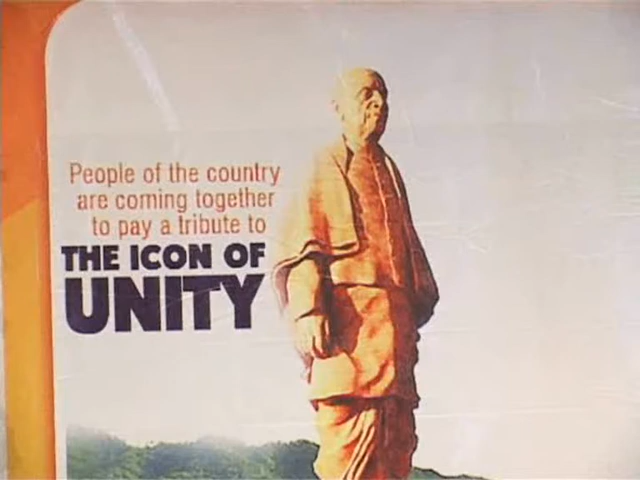 People of the country
are coming together
to pay a tribute to
THE ICON OF
UNITY